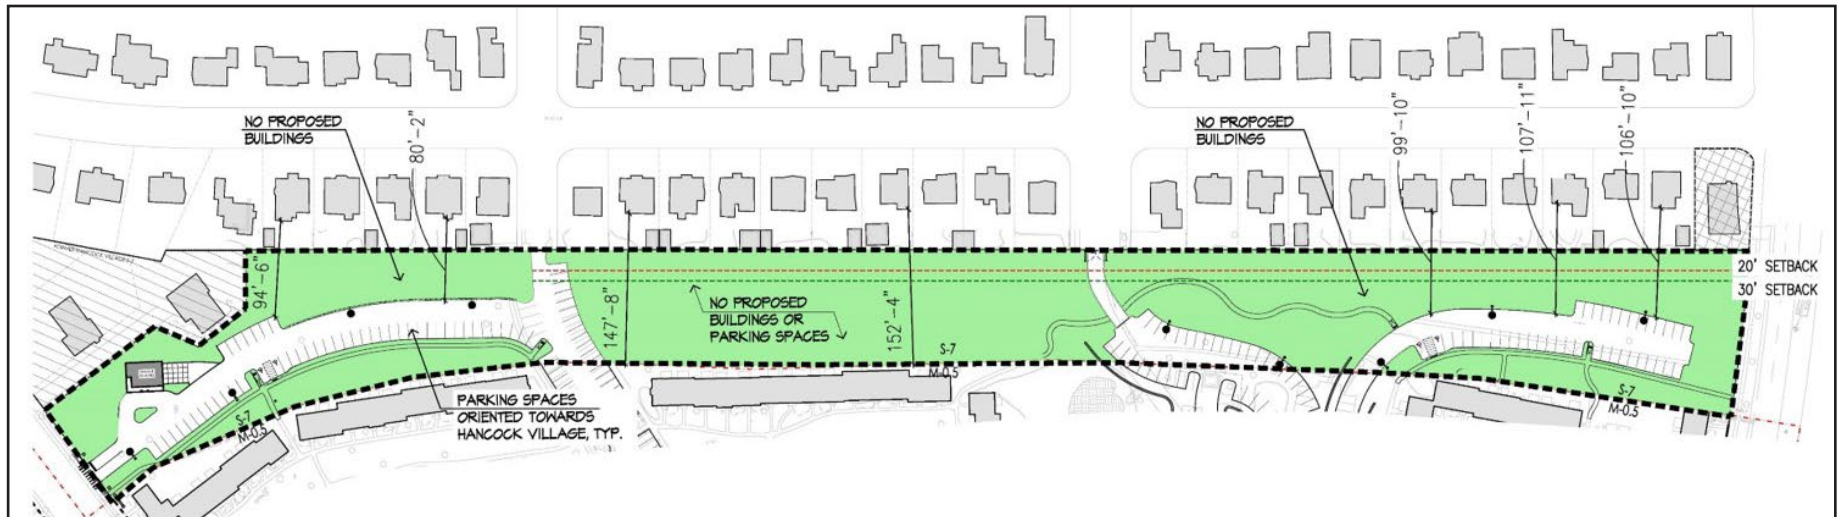 NO PROPOSED
BUILDINGS
80'-2"
NO PROPOSED
BUILDINGS
99'-10"
107'-11"
106'-10"
94'-6"
147'-8"
NO PROPOSED
BUILDINGS OR
PARKING SPACES
152'-4"
20' SETBACK
30' SETBACK
S-7
M-0.5
PARKING SPACES
ORIENTED TOWARDS
HANCOCK VILLAGE, TYP.
S-7
M-0.5
S-7
M-0.5